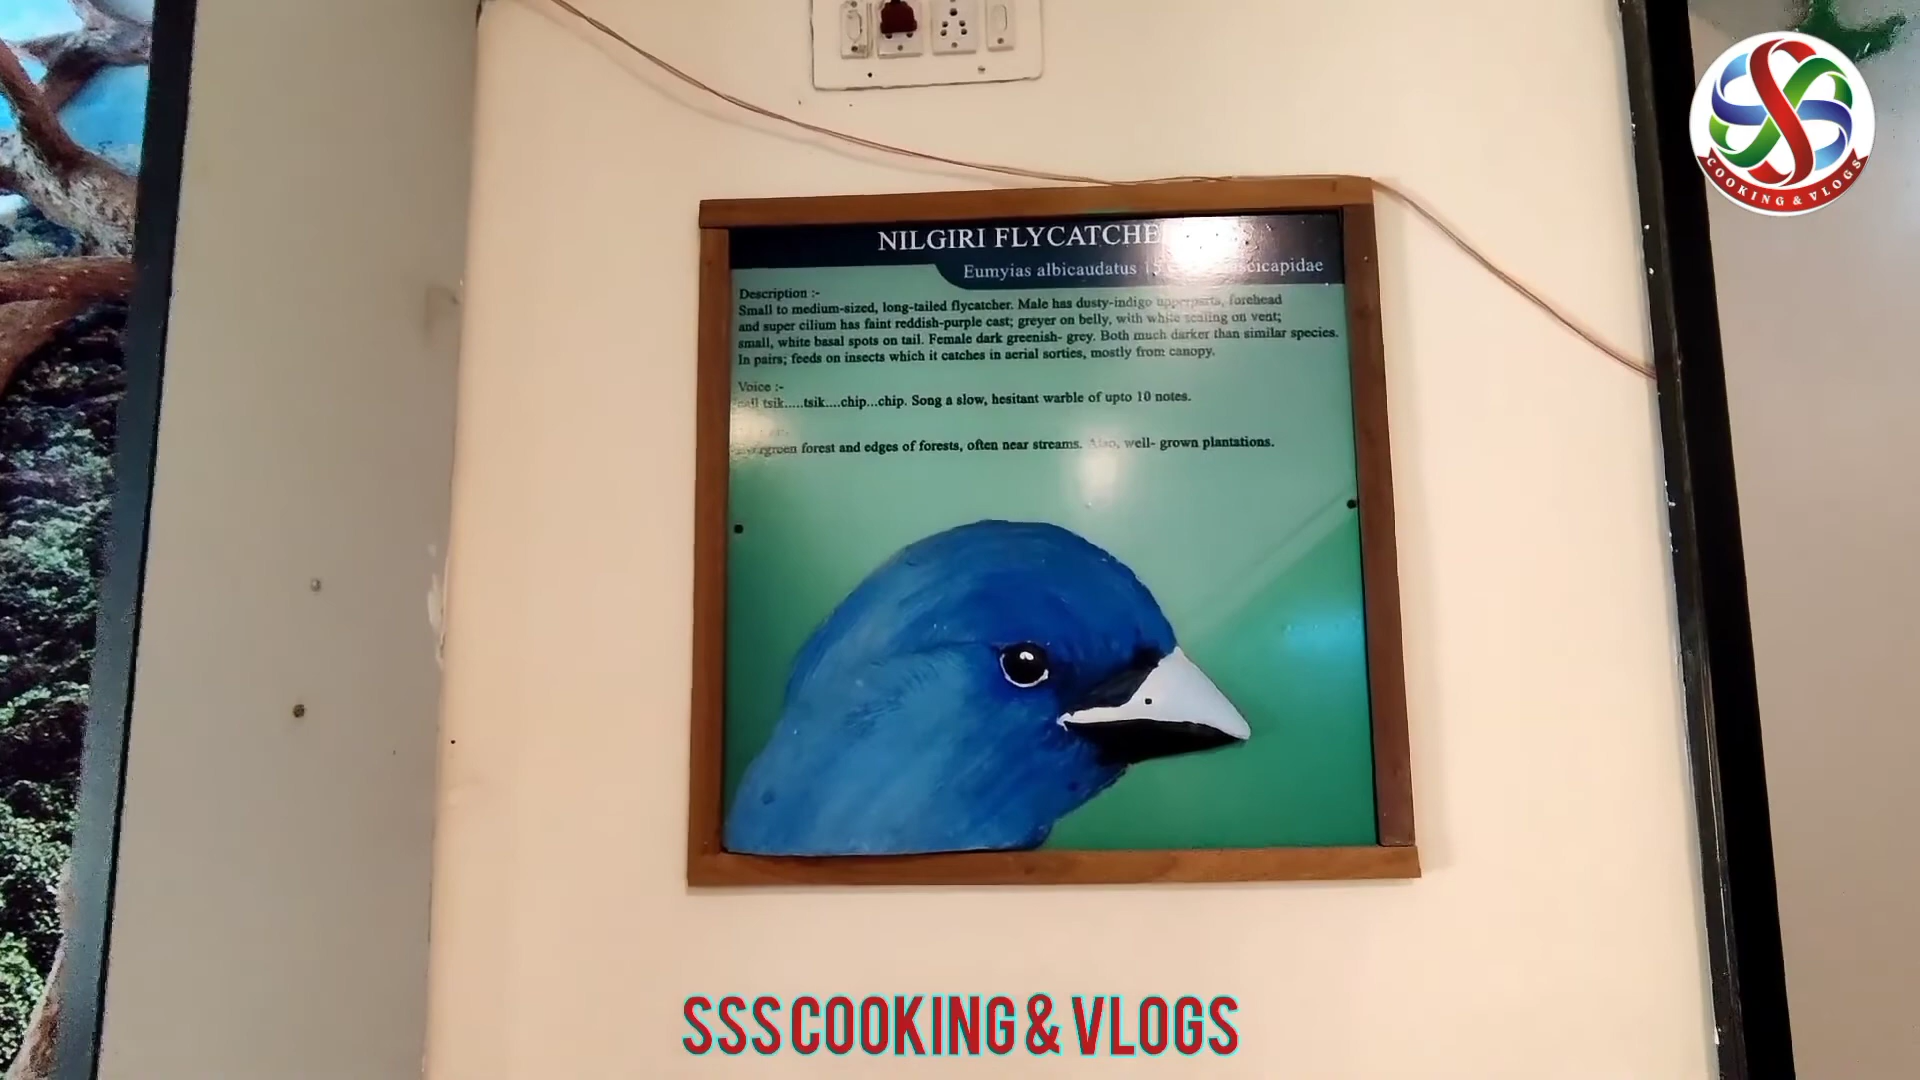 COOKING & VLOGS
NILGIRI FLYCATCHE
Eumyias albicaudatus 15
Description :-
Small to medium-sized, long-tailed flycatcher. Male has dusty-indigo upperparts, forehead
and super cilium has faint reddish-purple cast; greyer on belly, with white scaling on vent;
small, white basal spots on tail. Female dark greenish- grey. Both much darker than similar species.
In pairs; feeds on insects which it catches in aerial sorties, mostly from canopy.
Voice :-
call tsik.....tsik....chip...chip. Song a slow, hesitant warble of upto 10 notes.
forest and edges of forests, often near streams. Also, well- grown plantations.
SSS COOKING & VLOGS